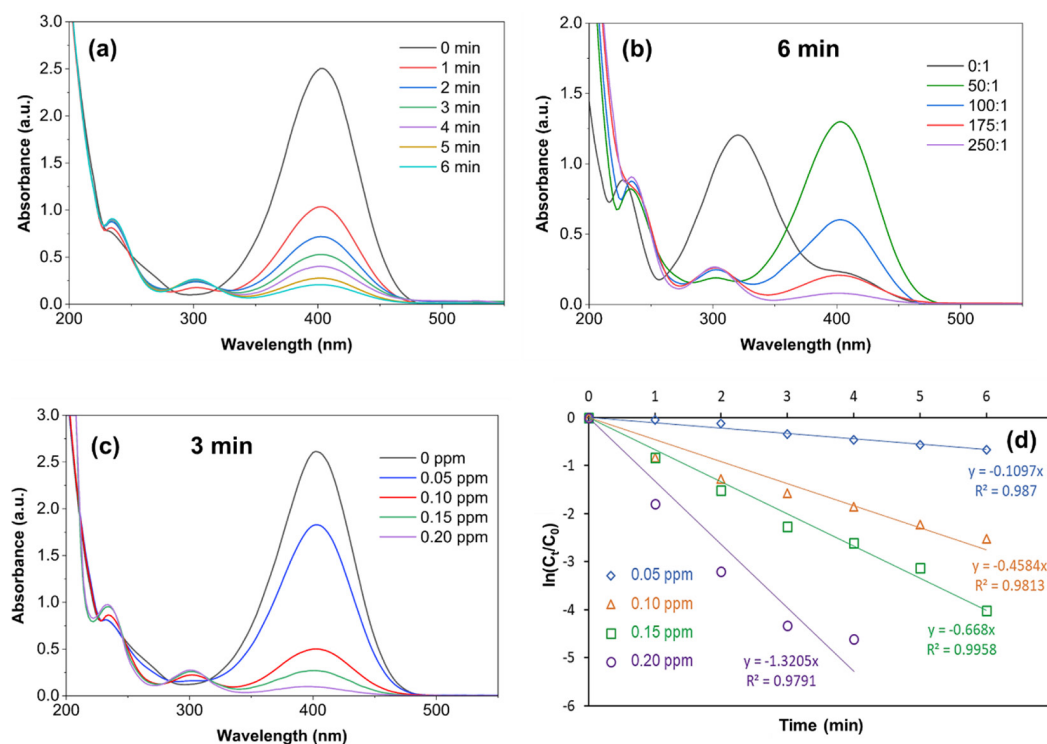 (a)
0 min
1 min
2 min
3 min
4 min
5 min
6 min
3.0
2.5
2.0
1.5
1.0
0.5
0.0
Absorbance (a.u.)
200 300 400 500
Wavelength (nm)
(b) 6 min
0:1
50:1
100:1
175:1
250:1
2.0
1.5
1.0
0.5
0.0
Absorbance (a.u.)
200 300 400 500
Wavelength (nm)
(c) 3 min
0 ppm
0.05 ppm
0.10 ppm
0.15 ppm
0.20 ppm
3.0
2.5
2.0
1.5
1.0
0.5
0.0
Absorbance (a.u.)
200 300 400 500
Wavelength (nm)
0 1 2 3 4 5 6
(d)
0
-1
-2
-3
-4
-5
-6
ln(Cₜ/C₀)
y = -0.1097x
R² = 0.987
y = -0.4584x
R² = 0.9813
y = -0.668x
R² = 0.9958
y = -1.3205x
R² = 0.9791
0.05 ppm
0.10 ppm
0.15 ppm
0.20 ppm
Time (min)